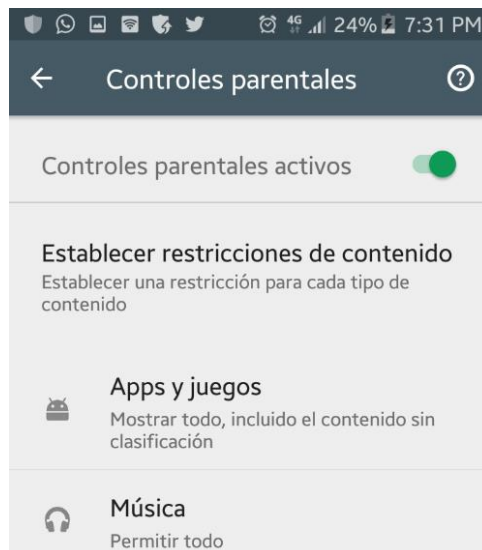 4G 24% 7:31 PM
Controles parentales
Controles parentales activos
Establecer restricciones de contenido
Establecer una restricción para cada tipo de
contenido
Apps y juegos
Mostrar todo, incluido el contenido sin
clasificación
Música
Permitir todo